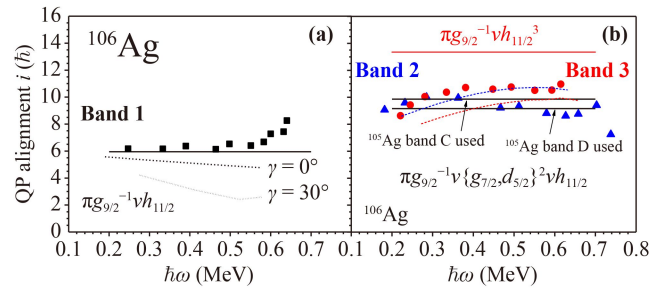 16
14
12
10
8
6
4
2
0
QP alignment i (ħ)
¹⁰⁶Ag
(a)
Band 1
γ = 0°
γ = 30°
πg₉/₂⁻¹νh₁₁/₂
0.1 0.2 0.3 0.4 0.5 0.6 0.7
ħω (MeV)
πg₉/₂⁻¹νh₁₁/₂³
(b)
Band 2
Band 3
¹⁰⁵Ag band C used
¹⁰⁵Ag band D used
πg₉/₂⁻¹ν{g₇/₂,d₅/₂}²νh₁₁/₂
¹⁰⁶Ag
0.1 0.2 0.3 0.4 0.5 0.6 0.7 0.8
ħω (MeV)